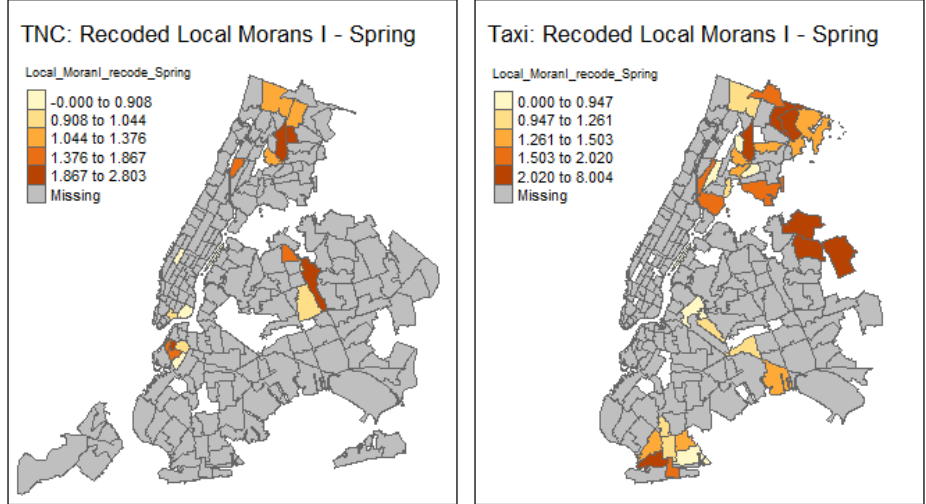 TNC: Recoded Local Morans I - Spring
Local_MoranI_recode_Spring
-0.000 to 0.908
0.908 to 1.044
1.044 to 1.376
1.376 to 1.867
1.867 to 2.803
Missing
Taxi: Recoded Local Morans I - Spring
Local_MoranI_recode_Spring
0.000 to 0.947
0.947 to 1.261
1.261 to 1.503
1.503 to 2.020
2.020 to 8.004
Missing